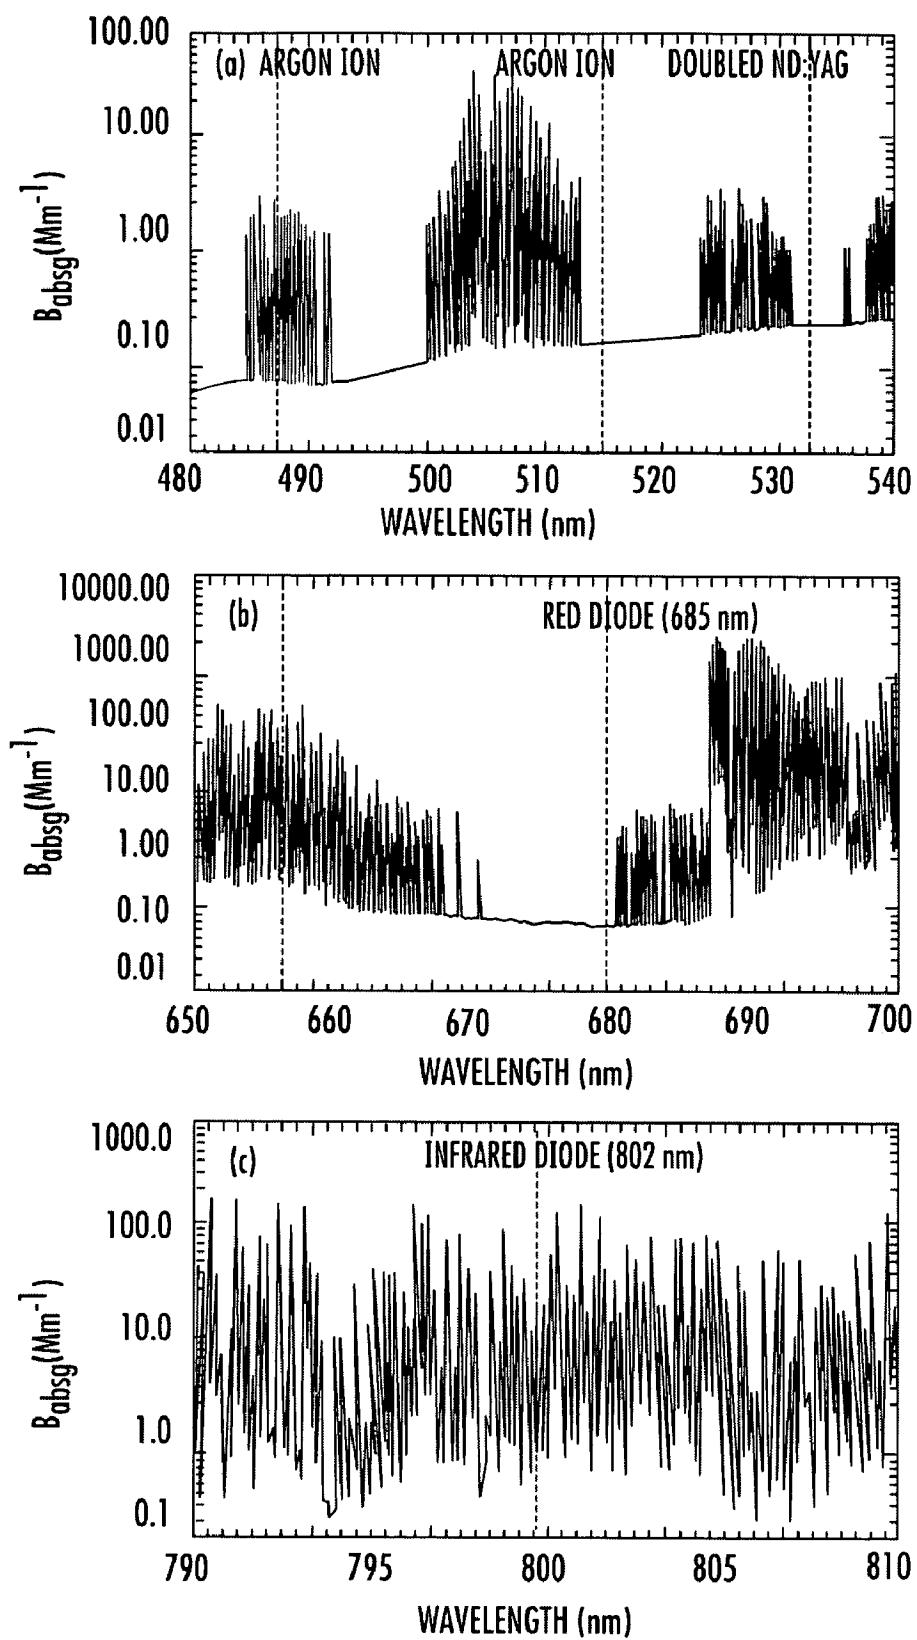 100.00
(a) ARGON ION ARGON ION DOUBLED ND:YAG
10.00
1.00
0.10
0.01
Babsg(Mm-1)
480 490 500 510 520 530 540
WAVELENGTH (nm)
10000.00
(b) RED DIODE (685 nm)
1000.00
100.00
10.00
1.00
0.10
0.01
Babsg(Mm-1)
650 660 670 680 690 700
WAVELENGTH (nm)
1000.0
(c) INFRARED DIODE (802 nm)
100.0
10.0
1.0
0.1
Babsg(Mm-1)
790 795 800 805 810
WAVELENGTH (nm)